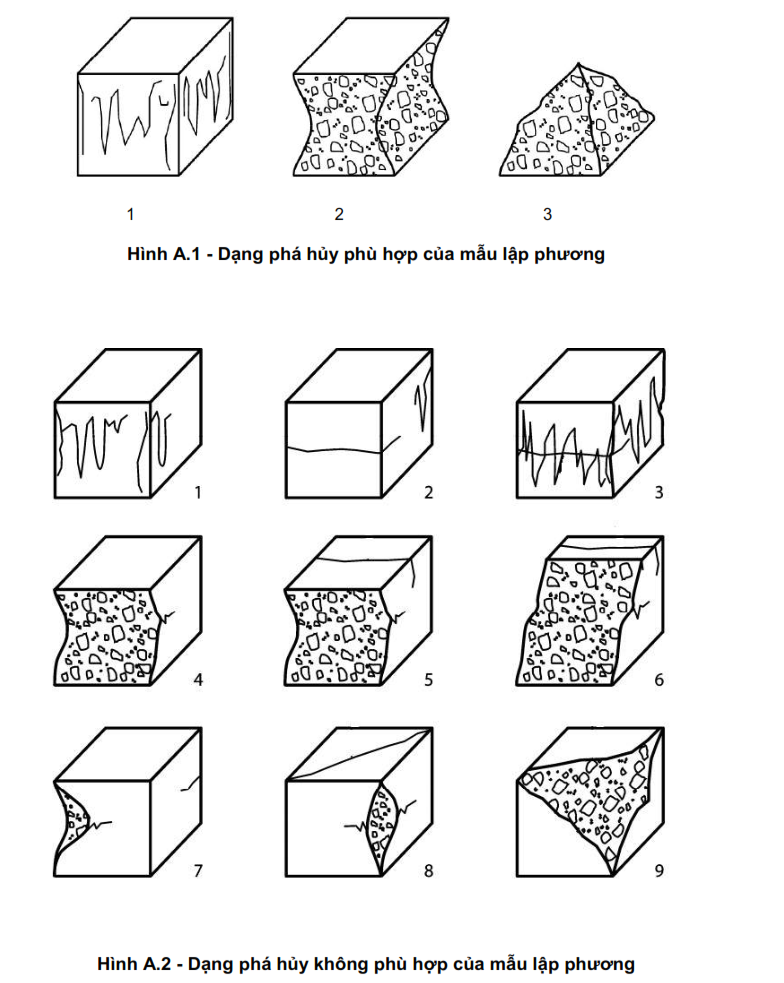 1 2 3
Hình A.1 - Dạng phá hủy phù hợp của mẫu lập phương
1 2 3
4 5 6
7 8 9
Hình A.2 - Dạng phá hủy không phù hợp của mẫu lập phương